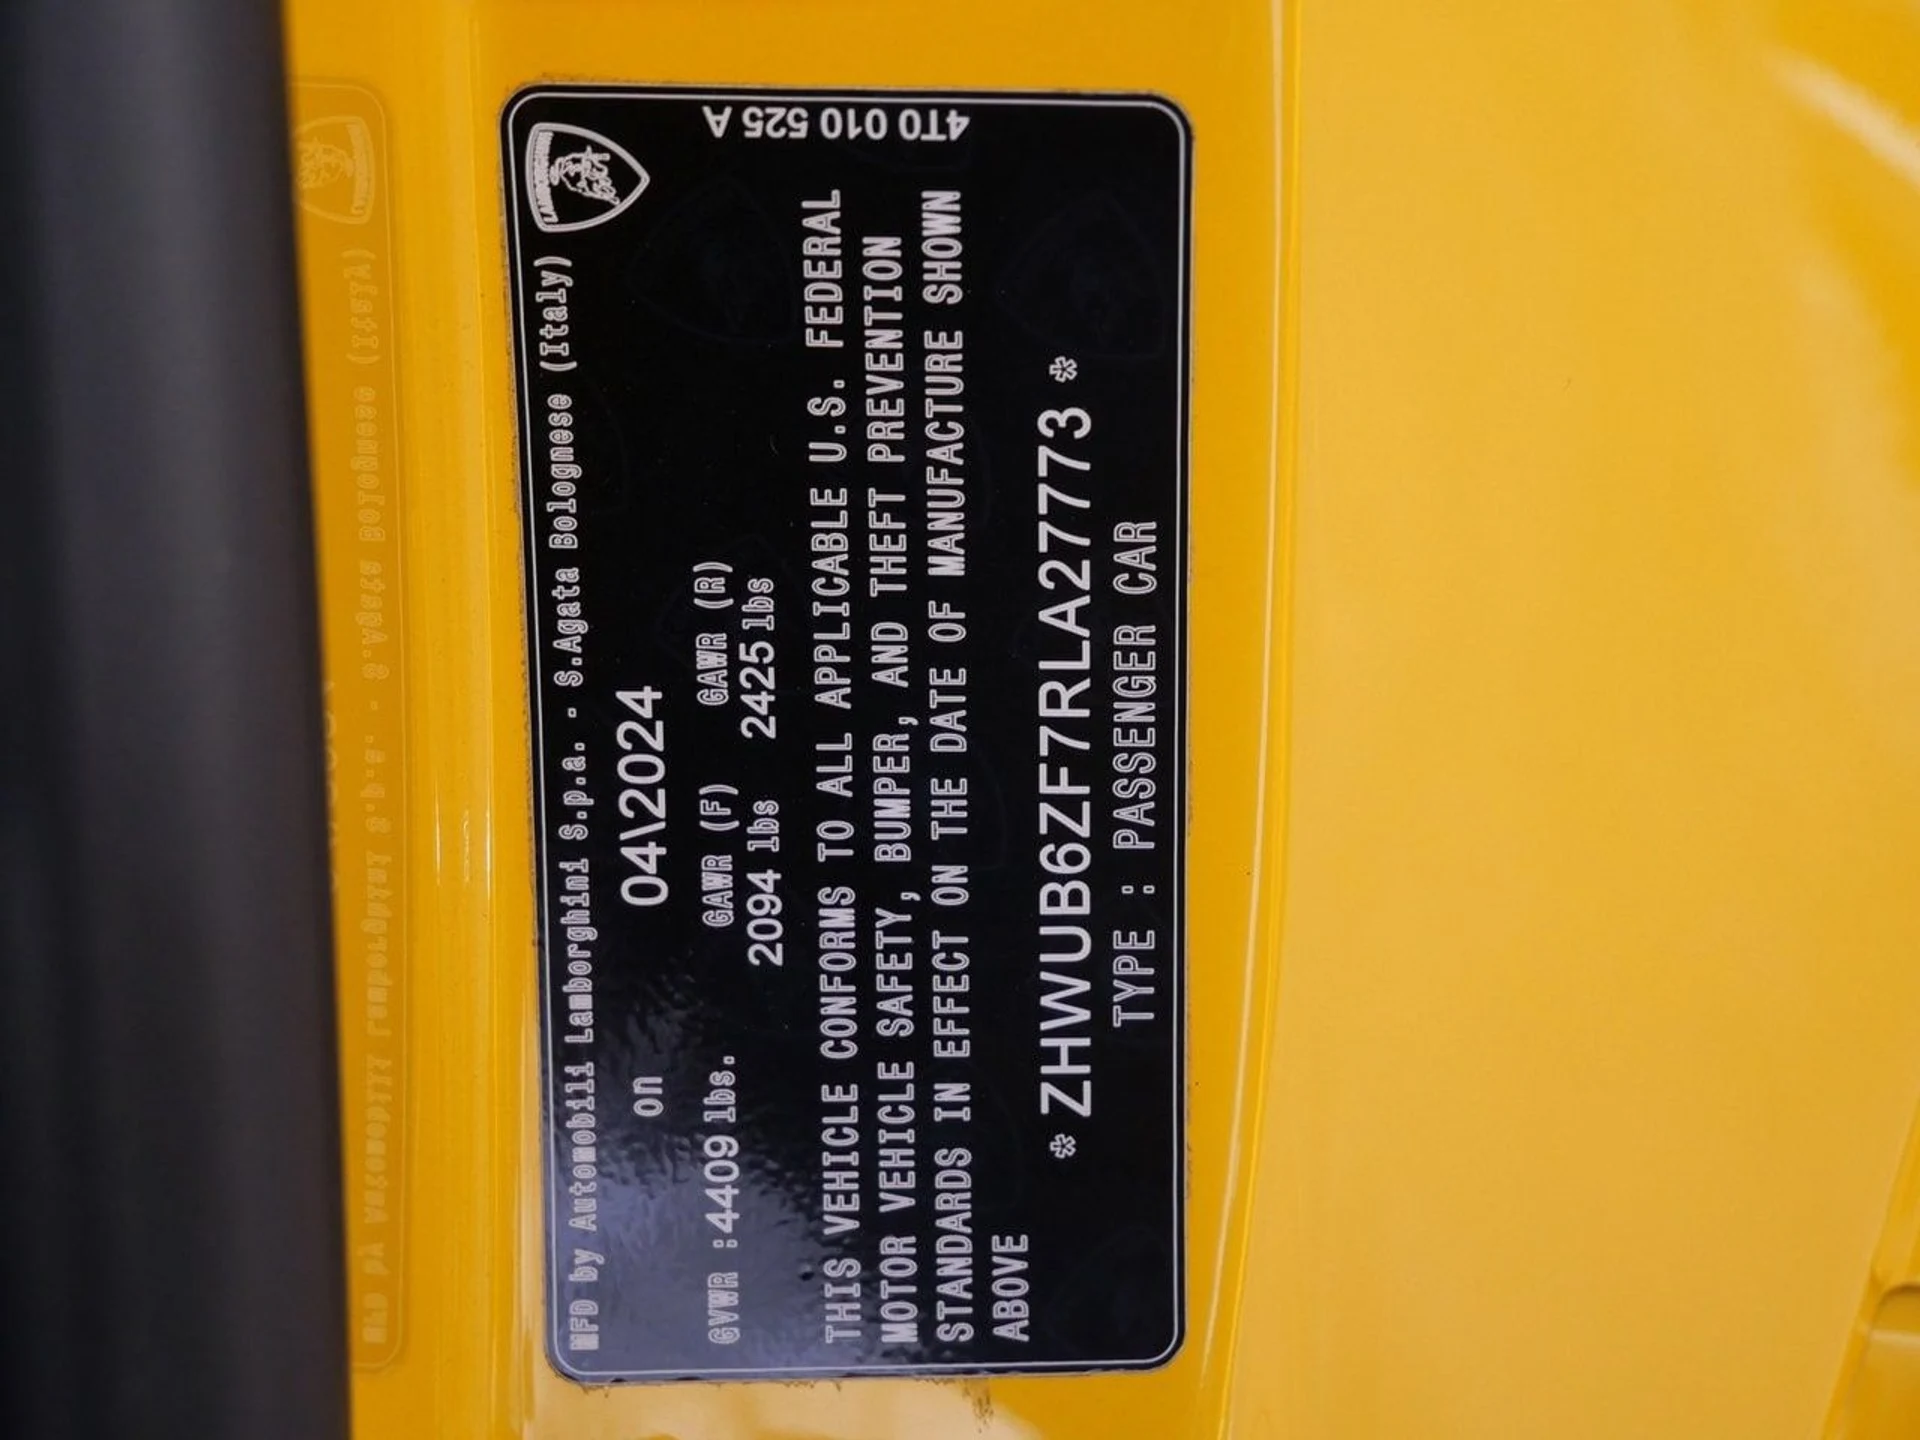 MFD by Automobili Lamborghini S.p.a. - S.Agata Bolognese (Italy)
on 04\2024
GAWR (F) GAWR (R)
GVWR :4409 lbs. 2094 lbs 2425 lbs
THIS VEHICLE CONFORMS TO ALL APPLICABLE U.S. FEDERAL
MOTOR VEHICLE SAFETY, BUMPER, AND THEFT PREVENTION
STANDARDS IN EFFECT ON THE DATE OF MANUFACTURE SHOWN
ABOVE
* ZHWUB6ZF7RLA27773 *
TYPE : PASSENGER CAR
4T0 010 525 A
LAMBORGHINI